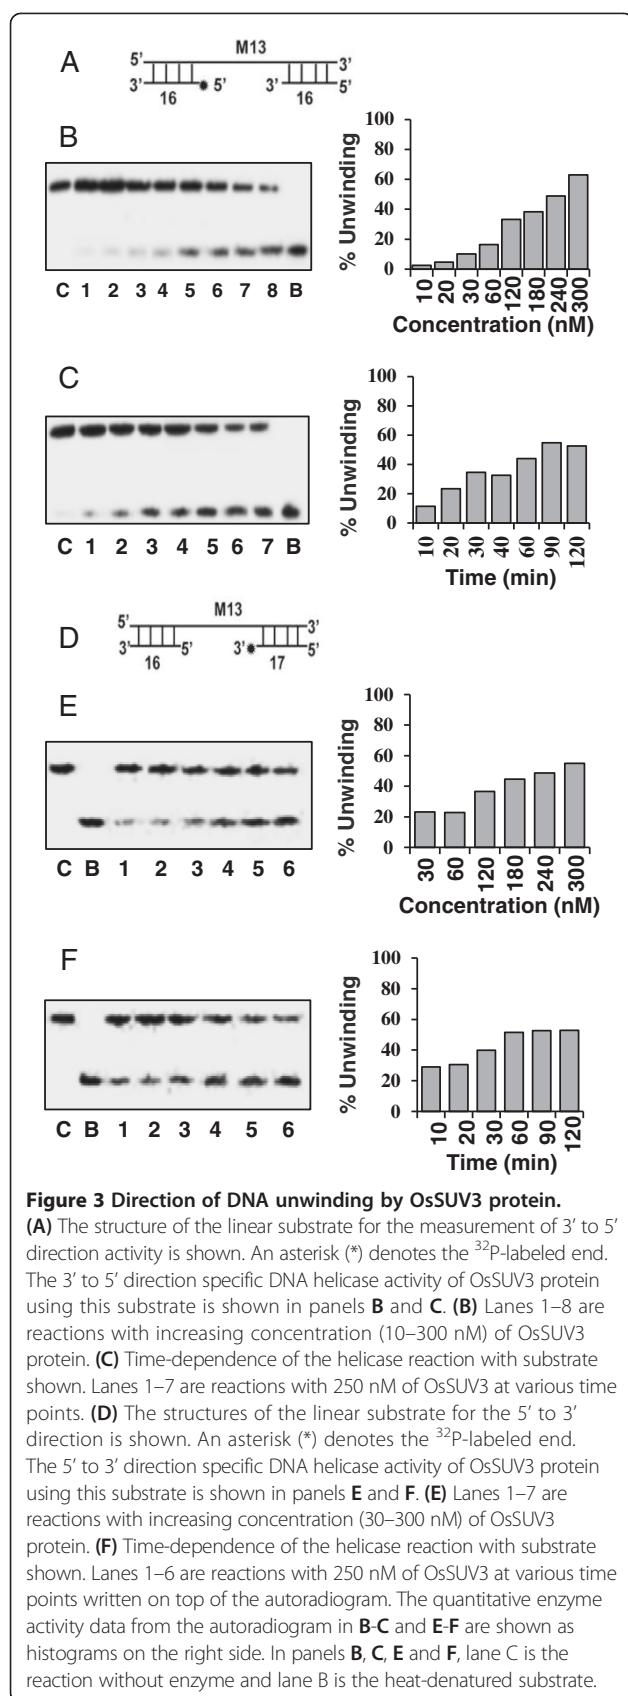 A
M13
5’ 3’
3’ * 5’ 3’ 5’
16 16
B
C 1 2 3 4 5 6 7 8 B
% Unwinding
100
80
60
40
20
0
10 20 30 60 120 180 240 300
Concentration (nM)
C
C 1 2 3 4 5 6 7 B
% Unwinding
100
80
60
40
20
0
10 20 30 40 60 90 120
Time (min)
D
M13
5’ 3’
3’ 5’ 3’ * 5’
16 17
E
C B 1 2 3 4 5 6
% Unwinding
100
80
60
40
20
0
30 60 120 180 240 300
Concentration (nM)
F
C B 1 2 3 4 5 6
% Unwinding
100
80
60
40
20
0
10 20 30 60 90 120
Time (min)
Figure 3 Direction of DNA unwinding by OsSUV3 protein.
(A) The structure of the linear substrate for the measurement of 3’ to 5’
direction activity is shown. An asterisk (*) denotes the ³²P-labeled end.
The 3’ to 5’ direction specific DNA helicase activity of OsSUV3 protein
using this substrate is shown in panels B and C. (B) Lanes 1–8 are
reactions with increasing concentration (10–300 nM) of OsSUV3
protein. (C) Time-dependence of the helicase reaction with substrate
shown. Lanes 1–7 are reactions with 250 nM of OsSUV3 at various time
points. (D) The structures of the linear substrate for the 5’ to 3’
direction is shown. An asterisk (*) denotes the ³²P-labeled end.
The 5’ to 3’ direction specific DNA helicase activity of OsSUV3 protein
using this substrate is shown in panels E and F. (E) Lanes 1–7 are
reactions with increasing concentration (30–300 nM) of OsSUV3
protein. (F) Time-dependence of the helicase reaction with substrate
shown. Lanes 1–6 are reactions with 250 nM of OsSUV3 at various time
points written on top of the autoradiogram. The quantitative enzyme
activity data from the autoradiogram in B-C and E-F are shown as
histograms on the right side. In panels B, C, E and F, lane C is the
reaction without enzyme and lane B is the heat-denatured substrate.